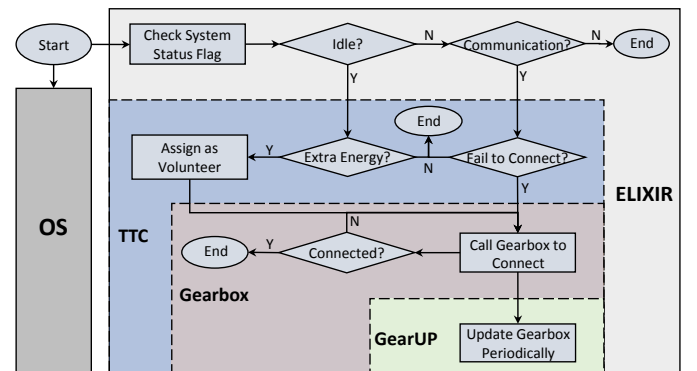 Start
Check System
Status Flag
Idle?
N
Communication?
N
End
Y
Y
End
Assign as
Volunteer
Y
Extra Energy?
N
Fail to Connect?
Y
ELIXIR
OS
TTC
N
End
Y
Connected?
Call Gearbox to
Connect
Gearbox
GearUP
Update Gearbox
Periodically